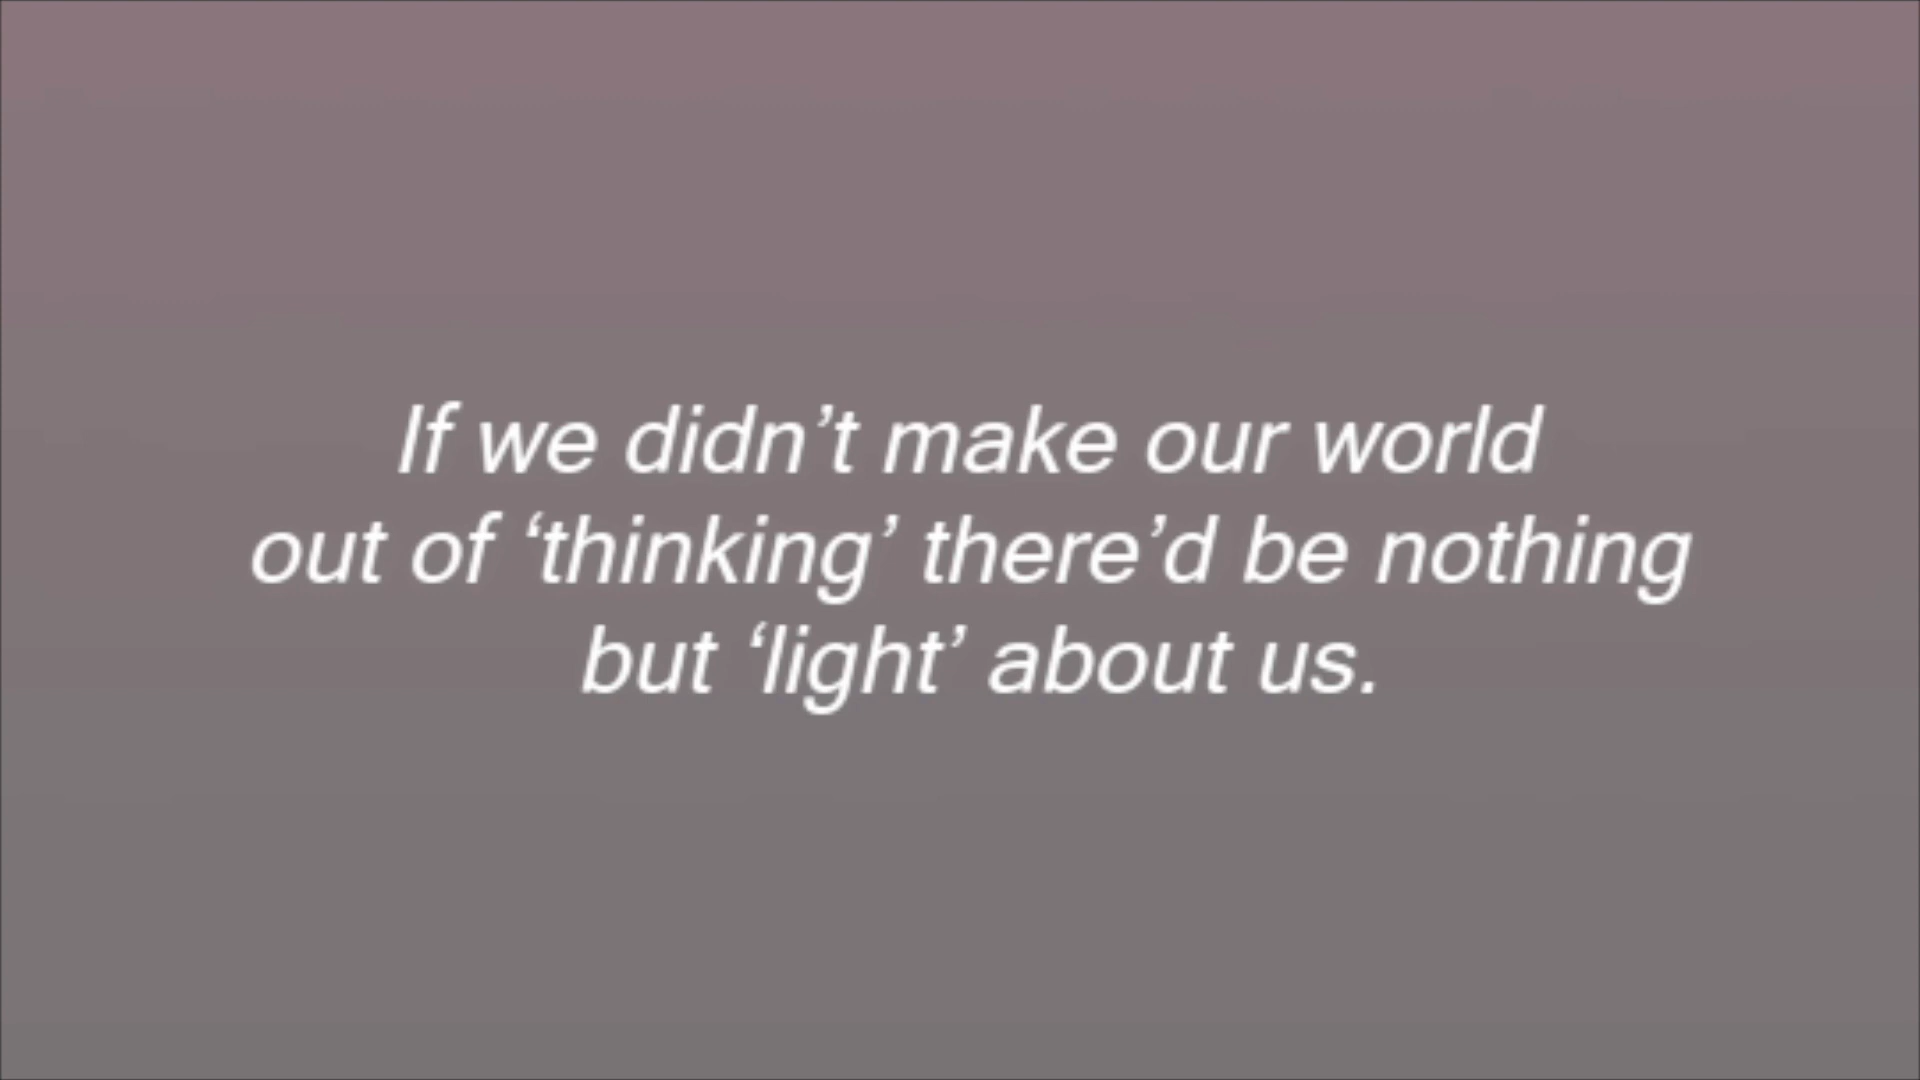 If we didn’t make our world
out of ‘thinking’ there’d be nothing
but ‘light’ about us.